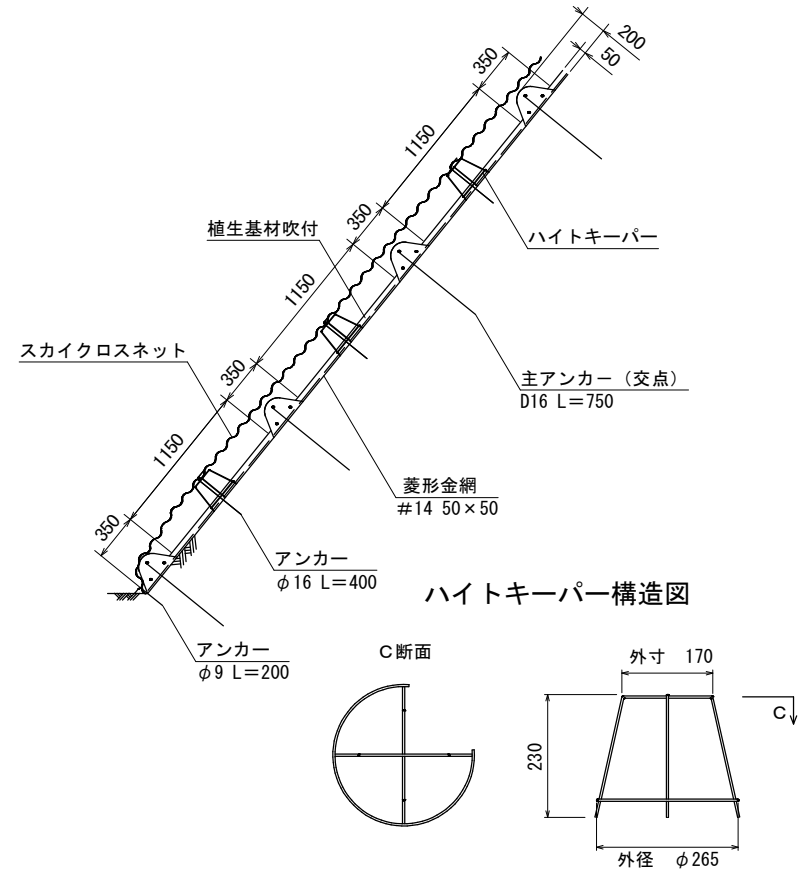 200
50
350
1150
350
植生基材吹付
ハイトキーパー
1150
スカイクロスネット
350
主アンカー（交点）
D16 L＝750
1150
菱形金網
＃14 50×50
350
アンカー
φ16 L＝400
ハイトキーパー構造図
アンカー
φ9 L＝200
C断面
外寸 170
C
230
外径 φ265